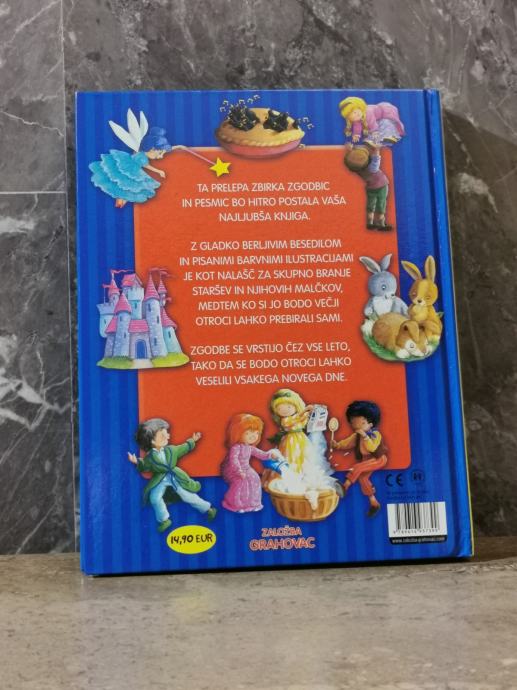 TA PRELEPA ZBIRKA ZGODBIC
IN PESMIC BO HITRO POSTALA VAŠA
NAJLJUBŠA KNJIGA.
Z GLADKO BERLJIVIM BESEDILOM
IN PISANIMI BARVNIMI ILUSTRACIJAMI
JE KOT NALAŠČ ZA SKUPNO BRANJE
STARŠEV IN NJIHOVIH MALČKOV,
MEDTEM KO SI JO BODO VEČJI
OTROCI LAHKO PREBIRALI SAMI.
ZGODBE SE VRSTIJO ČEZ VSE LETO,
TAKO DA SE BODO OTROCI LAHKO
VESELILI VSAKEGA NOVEGA DNE.
CE
14,90 EUR
ZALOŽBA
GRAHOVAC
www.zalozba-grahovac.com